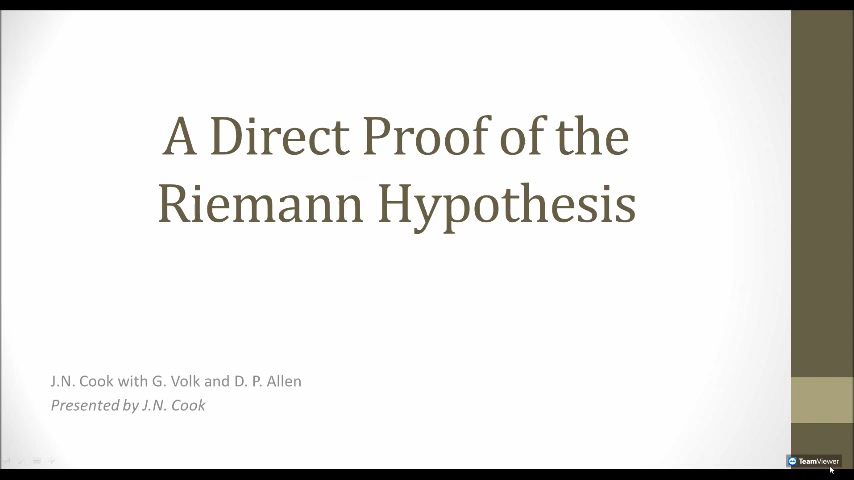 A Direct Proof of the
Riemann Hypothesis
J.N. Cook with G. Volk and D. P. Allen
Presented by J.N. Cook
TeamViewer